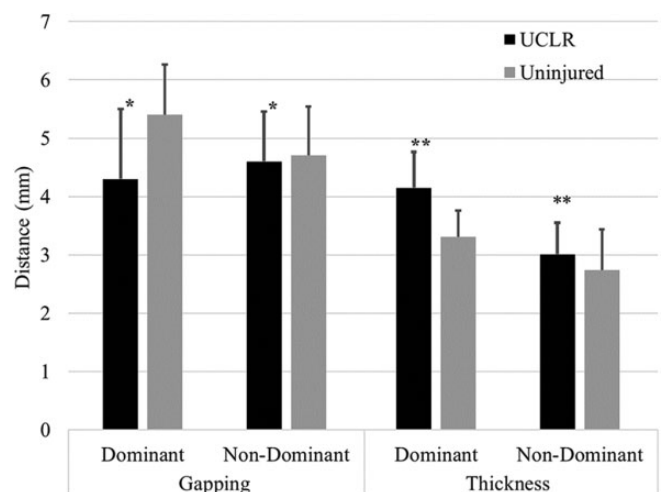 7
6
5
4
3
2
1
0
Distance (mm)
UCLR
Uninjured
*
*
**
**
Dominant Non-Dominant Dominant Non-Dominant
Gapping Thickness